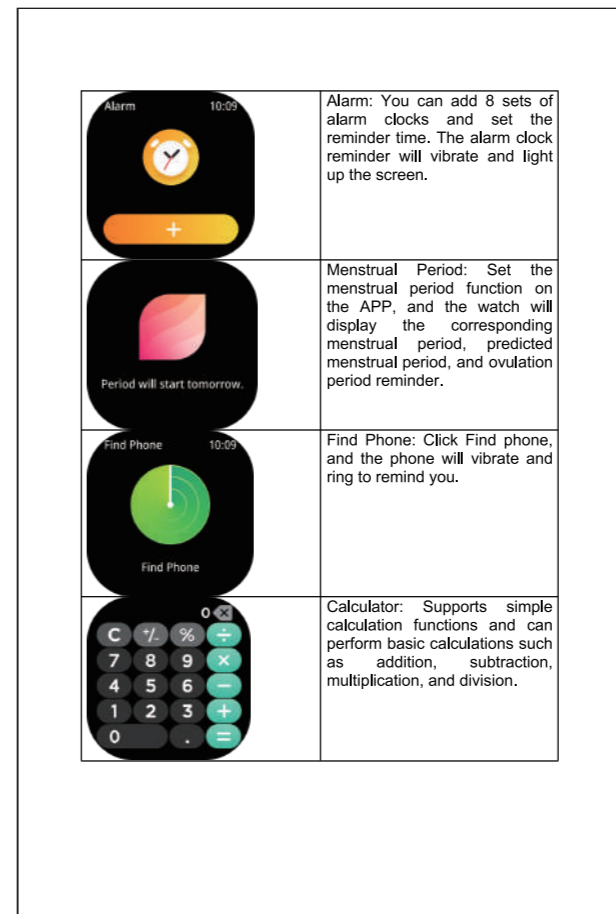 Alarm 10:09
+
Alarm: You can add 8 sets of
alarm clocks and set the
reminder time. The alarm clock
reminder will vibrate and light
up the screen.
Period will start tomorrow.
Menstrual Period: Set the
menstrual period function on
the APP, and the watch will
display the corresponding
menstrual period, predicted
menstrual period, and ovulation
period reminder.
Find Phone 10:09
Find Phone
Find Phone: Click Find phone,
and the phone will vibrate and
ring to remind you.
0
C +/- % ÷
7 8 9 ×
4 5 6 −
1 2 3 +
0 . =
Calculator: Supports simple
calculation functions and can
perform basic calculations such
as addition, subtraction,
multiplication, and division.